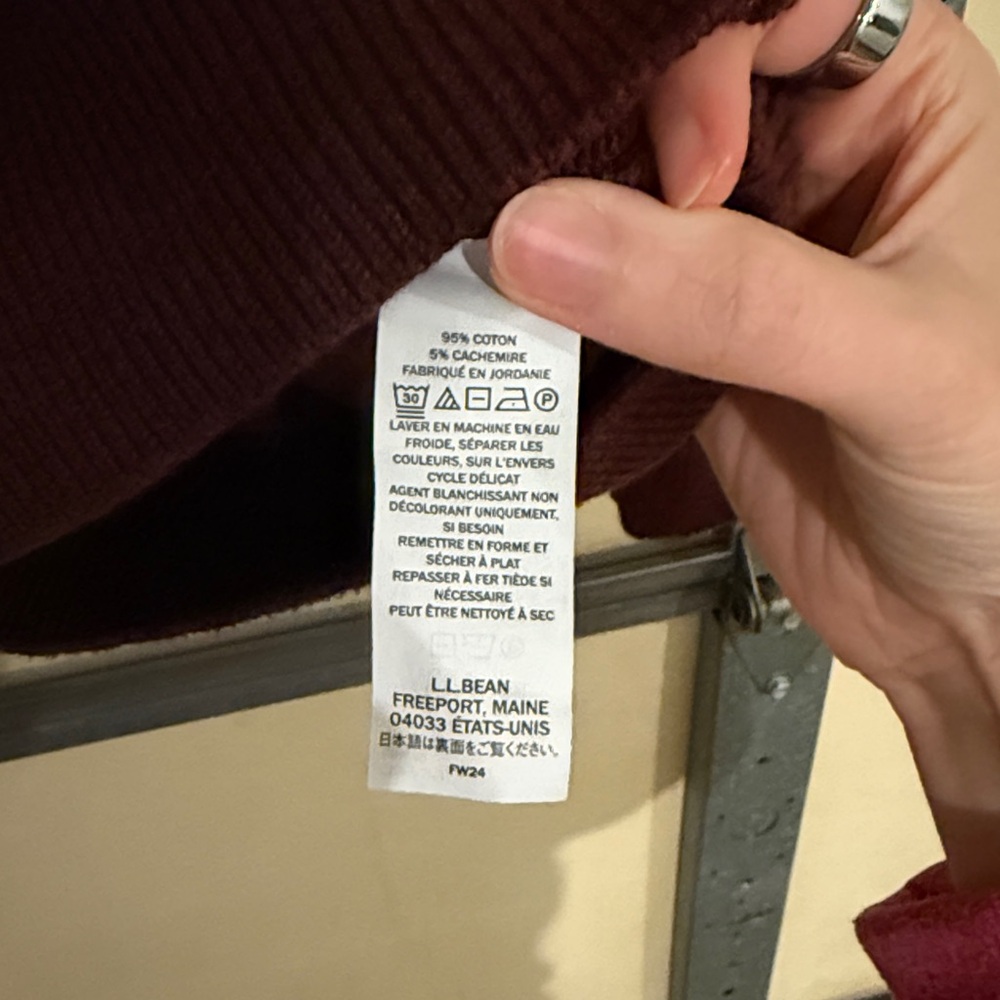 95% COTON
5% CACHEMIRE
FABRIQUÉ EN JORDANIE
30 P
LAVER EN MACHINE EN EAU
FROIDE, SÉPARER LES
COULEURS, SUR L'ENVERS
CYCLE DÉLICAT
AGENT BLANCHISSANT NON
DÉCOLORANT UNIQUEMENT,
SI BESOIN
REMETTRE EN FORME ET
SÉCHER À PLAT
REPASSER À FER TIÈDE SI
NÉCESSAIRE
PEUT ÊTRE NETTOYÉ À SEC
L.L.BEAN
FREEPORT, MAINE
04033 ÉTATS-UNIS
日本語は裏面をご覧ください。
FW24